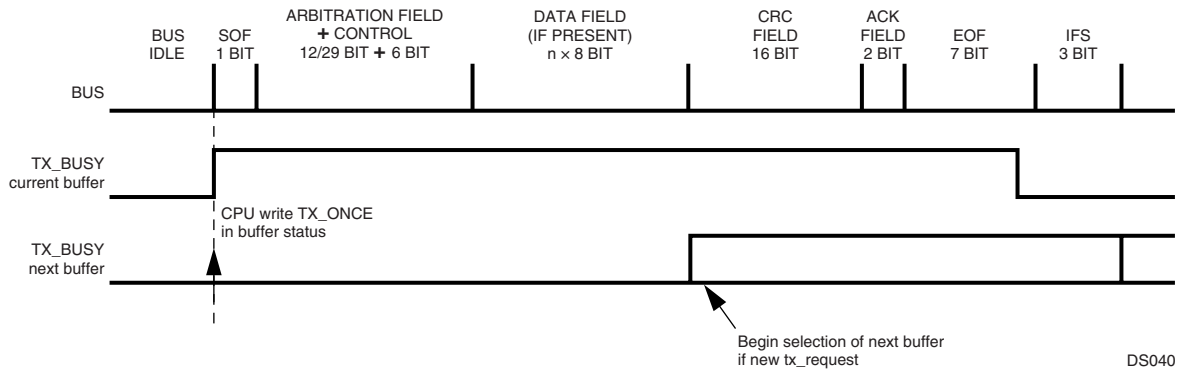 BUS
IDLE
SOF
1 BIT
ARBITRATION FIELD
+ CONTROL
12/29 BIT + 6 BIT
DATA FIELD
(IF PRESENT)
n × 8 BIT
CRC
FIELD
16 BIT
ACK
FIELD
2 BIT
EOF
7 BIT
IFS
3 BIT
BUS
TX_BUSY
current buffer
CPU write TX_ONCE
in buffer status
TX_BUSY
next buffer
Begin selection of next buffer
if new tx_request
DS040